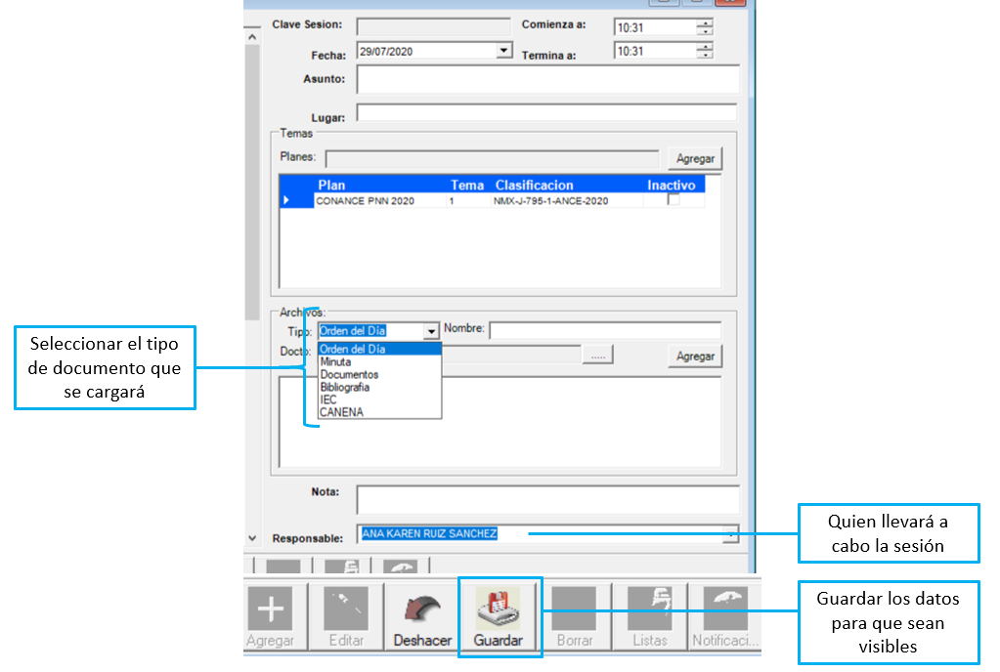 Clave Sesion:
Comienza a:
10:31
Fecha:
29/07/2020
Termina a:
10:31
Asunto:
Lugar:
Temas
Planes:
Agregar
Plan Tema Clasificacion Inactivo
CONANCE PNN 2020 1 NMX-J-795-1-ANCE-2020
Archivos:
Tipo:
Orden del Día
Nombre:
Docto:
.....
Agregar
Orden del Día
Minuta
Documentos
Bibliografia
IEC
CANENA
Seleccionar el tipo
de documento que
se cargará
Nota:
Responsable:
ANA KAREN RUIZ SANCHEZ
Quien llevará a
cabo la sesión
Agregar
Editar
Deshacer
Guardar
Borrar
Listas
Notificaci...
Guardar los datos
para que sean
visibles